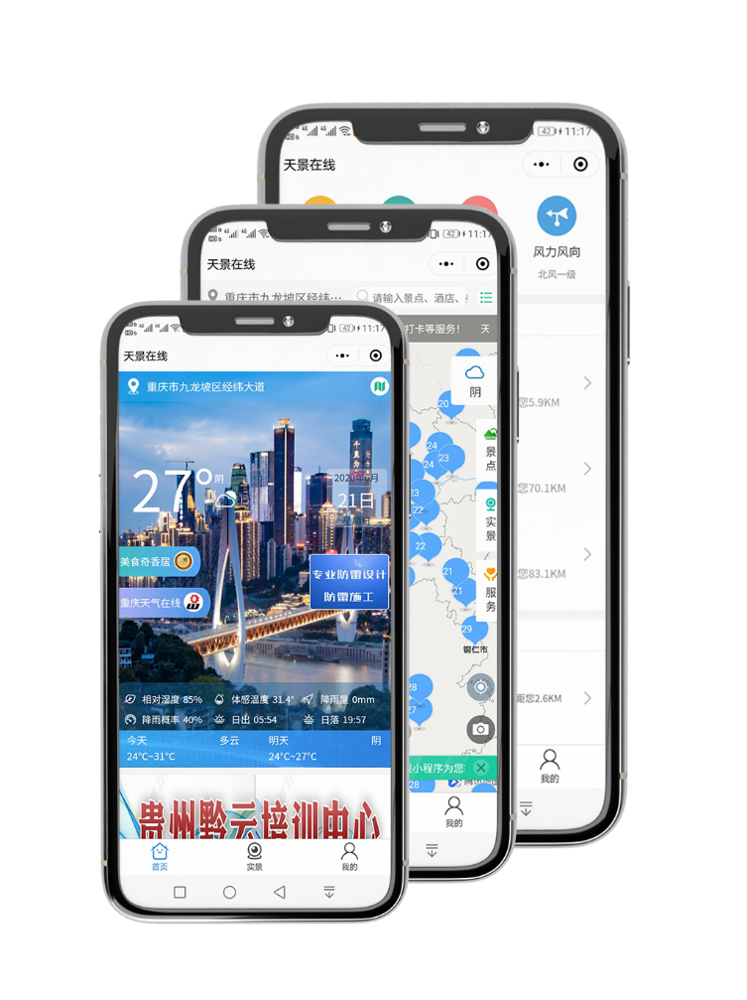 42 11:17
天景在线
风力风向
北风一级
您5.9KM
您70.1KM
您83.1KM
距您2.6KM
我的
42 11:17
天景在线
重庆市九龙坡区经纬…
请输入景点、酒店、
打卡等服务! 天
阴
20
景点
24
24 23
23
22
实景
22
21
21
服务
29
铜仁市
28
27
小程序为您
28
我的
42 11:17
天景在线
重庆市九龙坡区经纬大道
27° 阴
2020年6月
21日
美食奇香居
专业防雷设计
防雷施工
重庆天气在线
相对湿度 85% 体感温度 31.4° 降雨量 0mm
降雨概率 40% 日出 05:54 日落 19:57
今天 多云 明天 阴
24°C~31°C 24°C~27°C
贵州黔云培训中心
首页 实景 我的